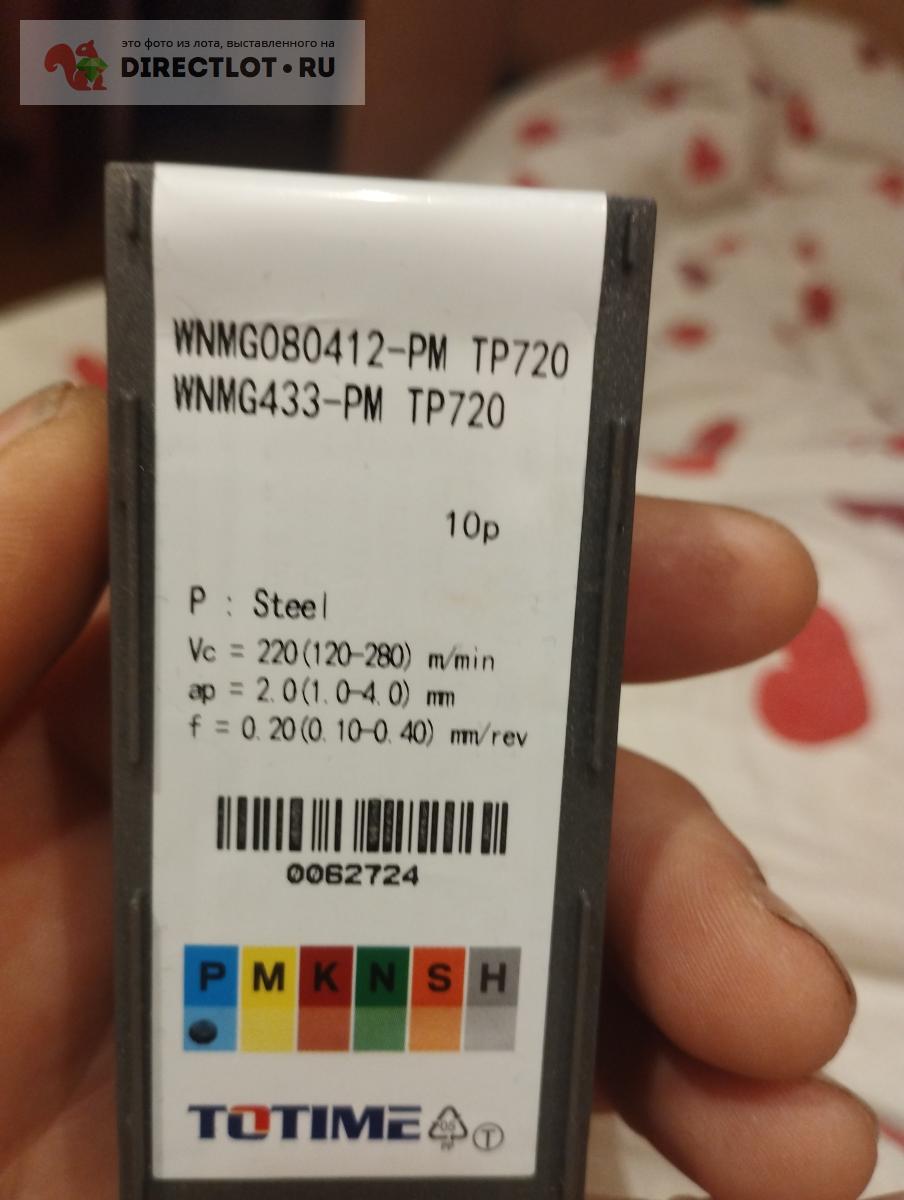 это фото из лота, выставленного на
DIRECTLOT•RU
WNMG080412-PM TP720
WNMG433-PM TP720
10p
P : Steel
Vc = 220(120-280) m/min
ap = 2.0(1.0-4.0) mm
f = 0.20(0.10-0.40) mm/rev
0062724
P M K N S H
TOTIME
05
PP
T